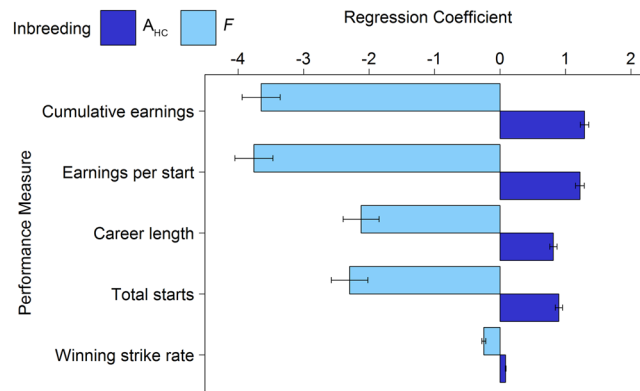 Regression Coefficient
Inbreeding AHC F
-4 -3 -2 -1 0 1 2
Performance Measure
Cumulative earnings
Earnings per start
Career length
Total starts
Winning strike rate